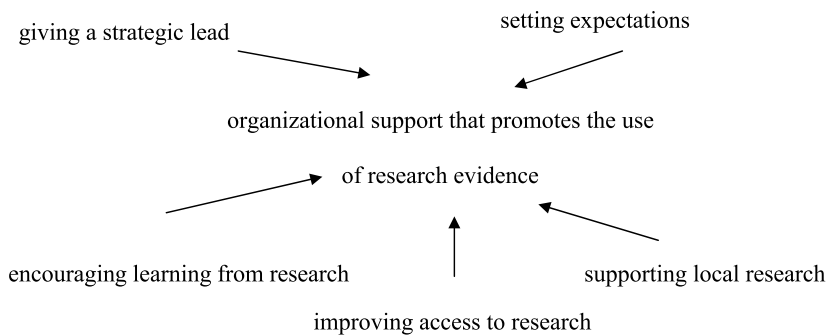 giving a strategic lead
setting expectations
organizational support that promotes the use
of research evidence
encouraging learning from research
supporting local research
improving access to research